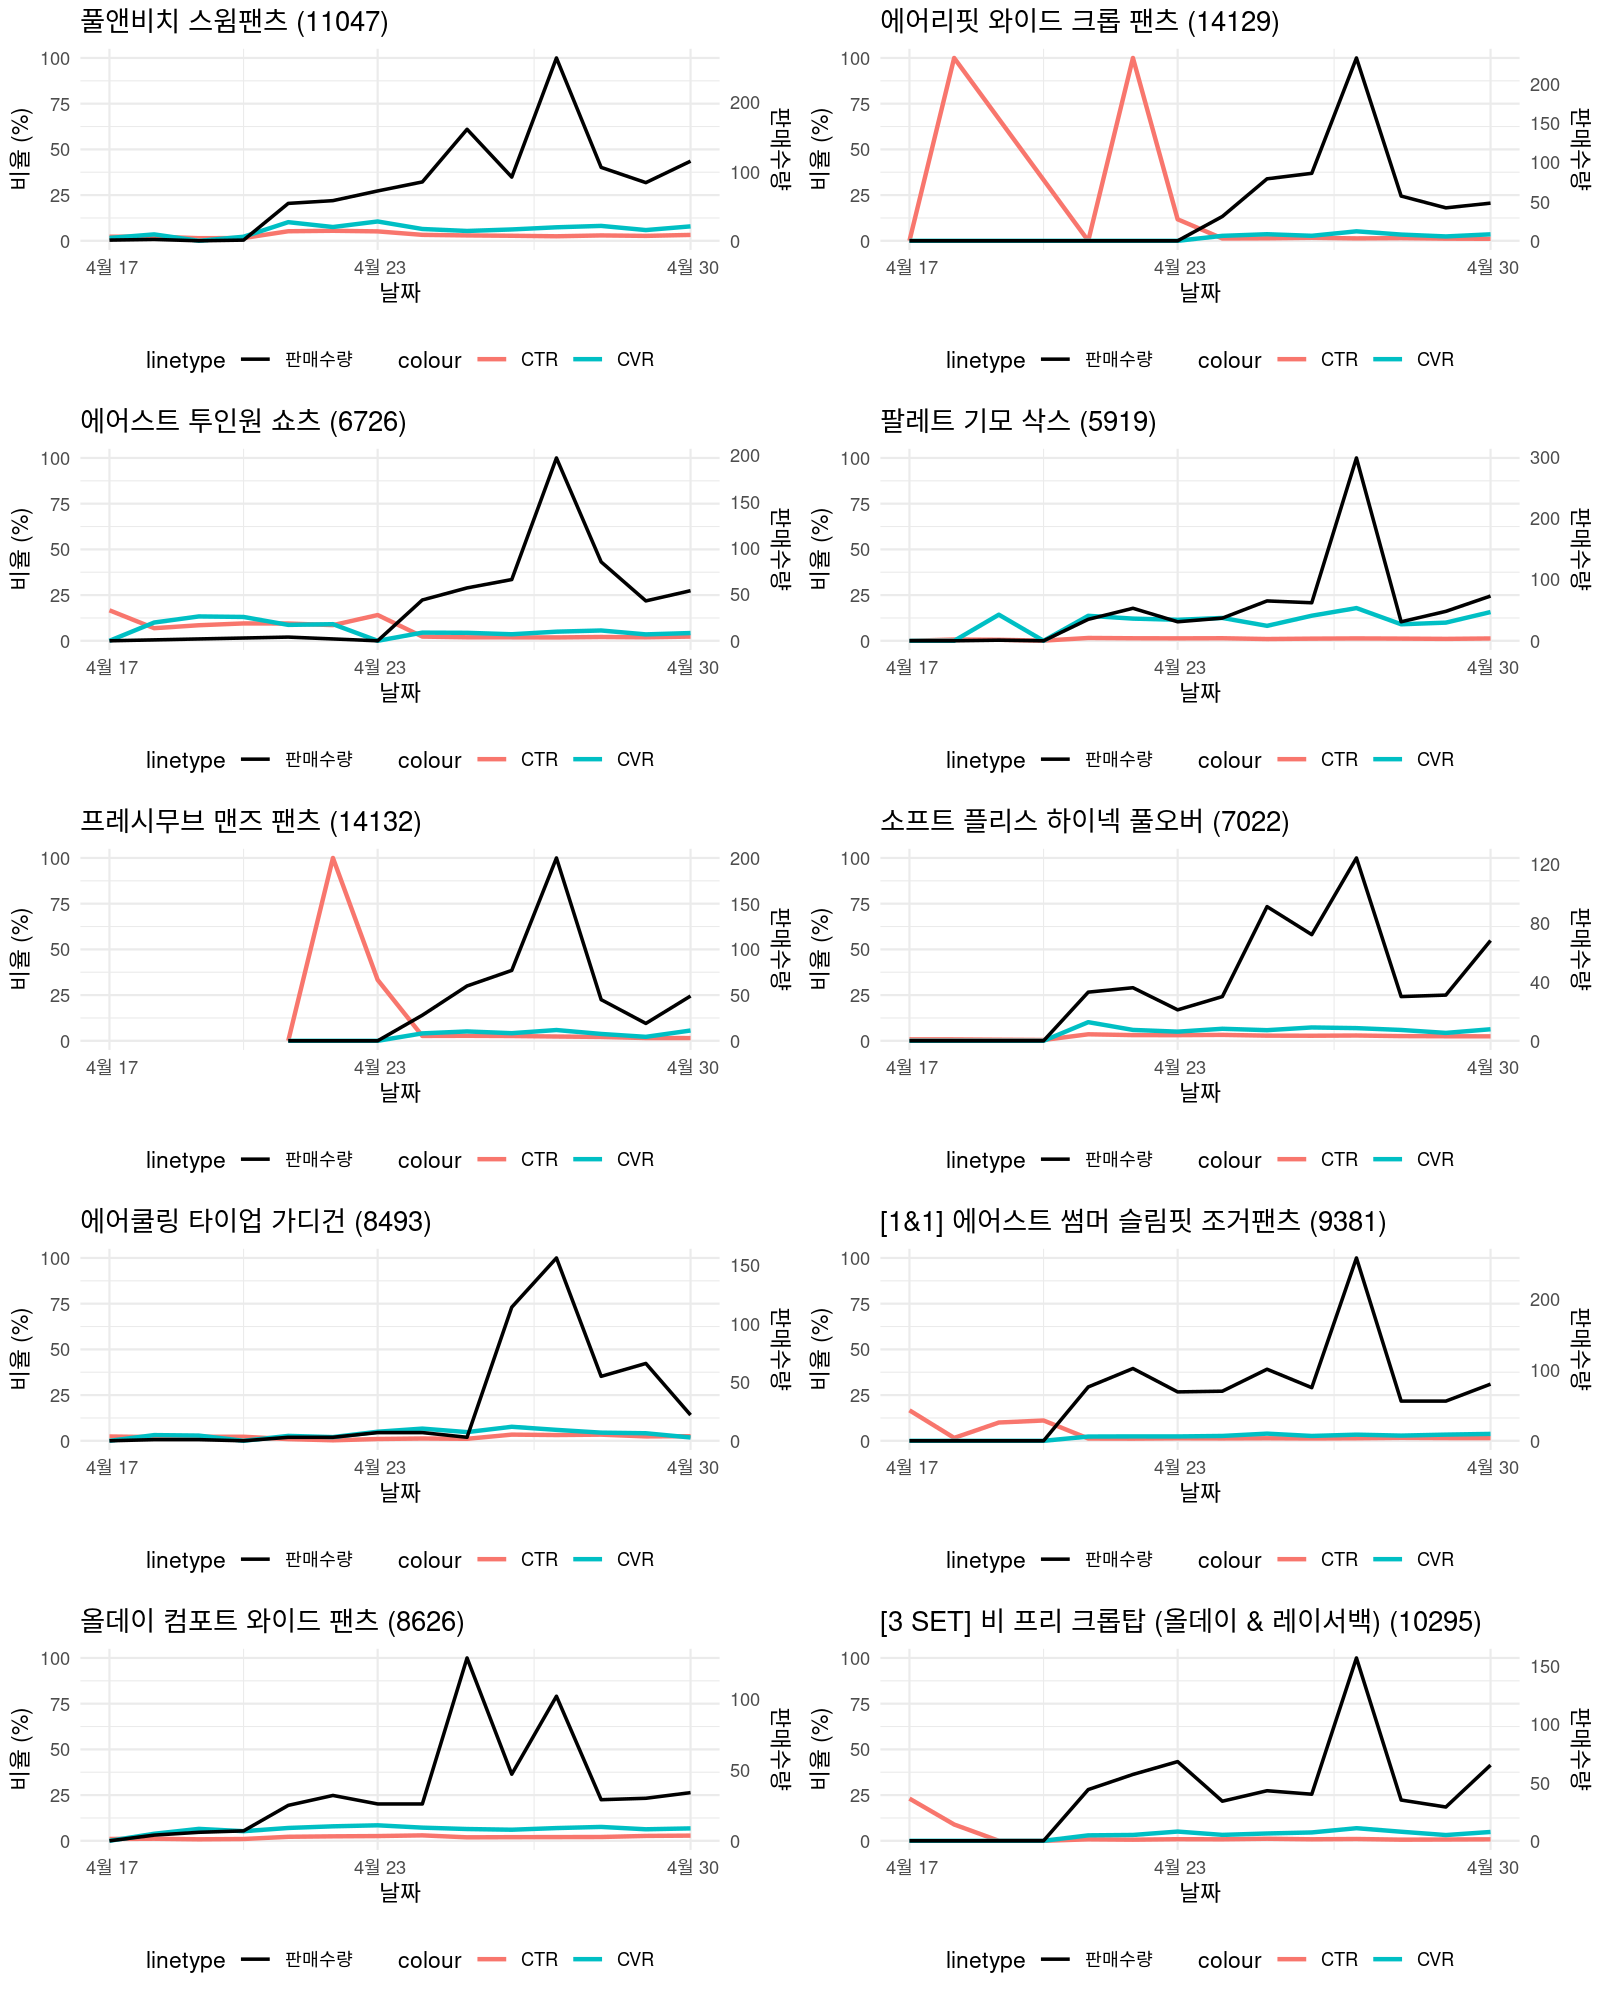 풀앤비치 스윔팬츠 (11047)
비율 (%)
100
75
50
25
0
200
100
0
판매수량
4월 17
4월 23
4월 30
날짜
linetype 판매수량 colour CTR CVR
에어리핏 와이드 크롭 팬츠 (14129)
비율 (%)
100
75
50
25
0
200
150
100
50
0
판매수량
4월 17
4월 23
4월 30
날짜
linetype 판매수량 colour CTR CVR
에어스트 투인원 쇼츠 (6726)
비율 (%)
100
75
50
25
0
200
150
100
50
0
판매수량
4월 17
4월 23
4월 30
날짜
linetype 판매수량 colour CTR CVR
팔레트 기모 삭스 (5919)
비율 (%)
100
75
50
25
0
300
200
100
0
판매수량
4월 17
4월 23
4월 30
날짜
linetype 판매수량 colour CTR CVR
프레시무브 맨즈 팬츠 (14132)
비율 (%)
100
75
50
25
0
200
150
100
50
0
판매수량
4월 17
4월 23
4월 30
날짜
linetype 판매수량 colour CTR CVR
소프트 플리스 하이넥 풀오버 (7022)
비율 (%)
100
75
50
25
0
120
80
40
0
판매수량
4월 17
4월 23
4월 30
날짜
linetype 판매수량 colour CTR CVR
에어쿨링 타이업 가디건 (8493)
비율 (%)
100
75
50
25
0
150
100
50
0
판매수량
4월 17
4월 23
4월 30
날짜
linetype 판매수량 colour CTR CVR
[1&1] 에어스트 썸머 슬림핏 조거팬츠 (9381)
비율 (%)
100
75
50
25
0
200
100
0
판매수량
4월 17
4월 23
4월 30
날짜
linetype 판매수량 colour CTR CVR
올데이 컴포트 와이드 팬츠 (8626)
비율 (%)
100
75
50
25
0
100
50
0
판매수량
4월 17
4월 23
4월 30
날짜
linetype 판매수량 colour CTR CVR
[3 SET] 비 프리 크롭탑 (올데이 & 레이서백) (10295)
비율 (%)
100
75
50
25
0
150
100
50
0
판매수량
4월 17
4월 23
4월 30
날짜
linetype 판매수량 colour CTR CVR